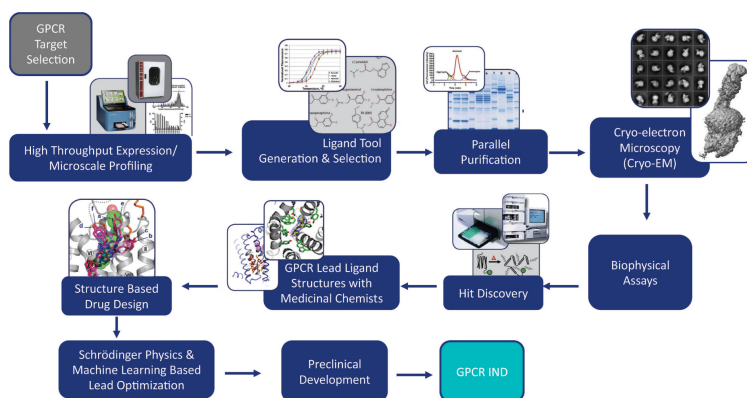 GPCR
Target
Selection
High Throughput Expression/
Microscale Profiling
Ligand Tool
Generation & Selection
Parallel
Purification
Cryo-electron
Microscopy
(Cryo-EM)
Structure Based
Drug Design
GPCR Lead Ligand
Structures with
Medicinal Chemists
Hit Discovery
Biophysical
Assays
Schrödinger Physics &
Machine Learning Based
Lead Optimization
Preclinical
Development
GPCR IND